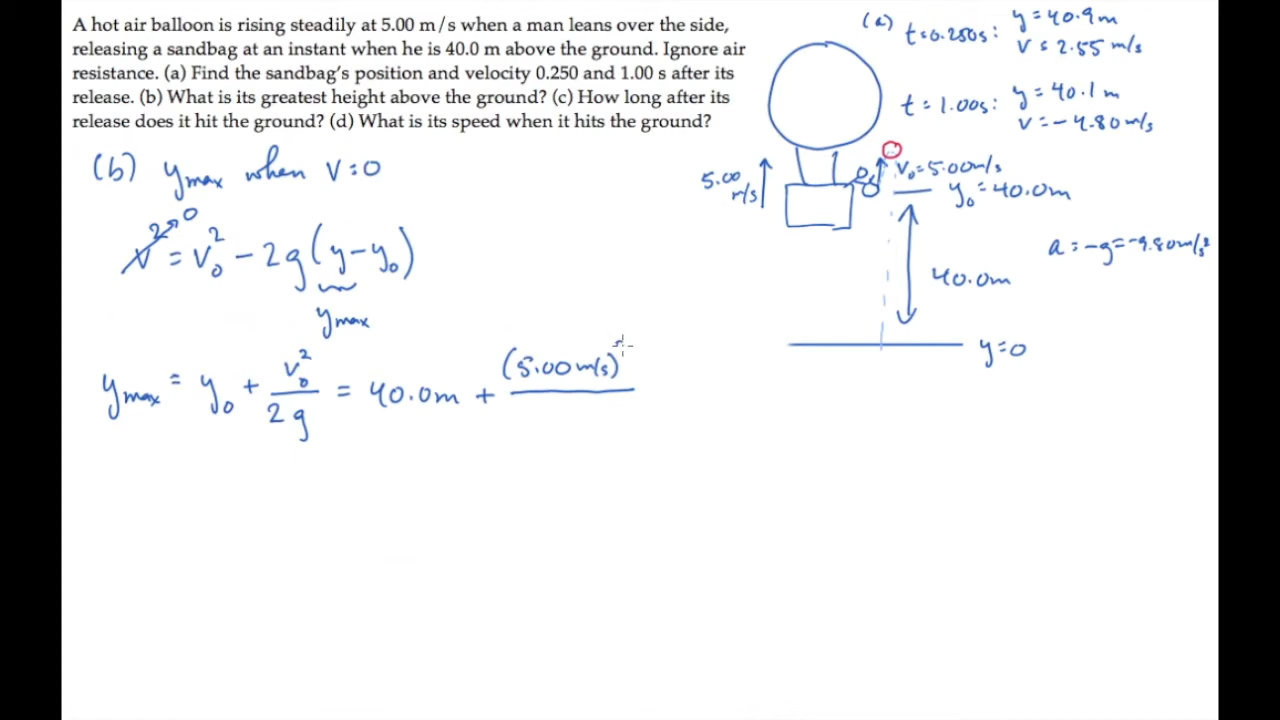 A hot air balloon is rising steadily at 5.00 m/s when a man leans over the side,
releasing a sandbag at an instant when he is 40.0 m above the ground. Ignore air
resistance. (a) Find the sandbag's position and velocity 0.250 and 1.00 s after its
release. (b) What is its greatest height above the ground? (c) How long after its
release does it hit the ground? (d) What is its speed when it hits the ground?
(a) t=0.250s: y=40.9m
v=2.55 m/s
t=1.00s: y=40.1m
v=-4.80m/s
(b) ymax when v=0
v²→0 = v0² - 2g(y-y0)
ymax
ymax = y0 + v0²/2g = 40.0m + (5.00m/s)
5.00 m/s
v0=5.00m/s
y0=40.0m
a=-g=-9.80m/s²
40.0m
y=0